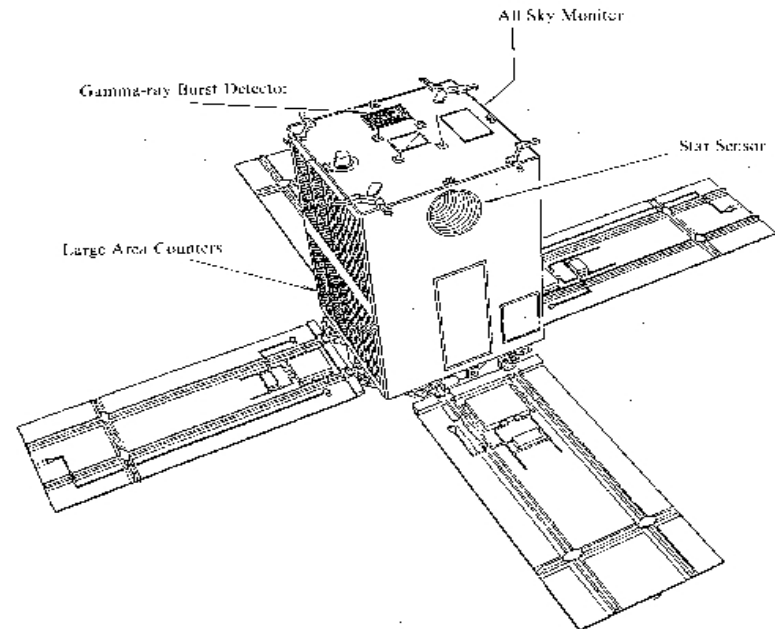 All Sky Monitor
Gamma-ray Burst Detector
Star Sensor
Large Area Counters